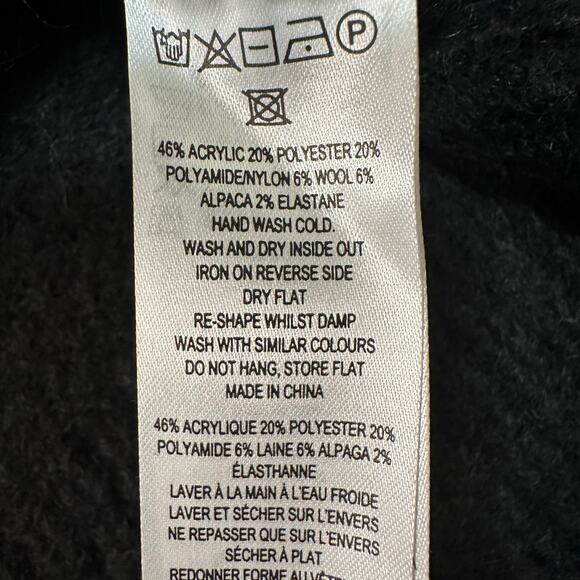 P
46% ACRYLIC 20% POLYESTER 20%
POLYAMIDE/NYLON 6% WOOL 6%
ALPACA 2% ELASTANE
HAND WASH COLD.
WASH AND DRY INSIDE OUT
IRON ON REVERSE SIDE
DRY FLAT
RE-SHAPE WHILST DAMP
WASH WITH SIMILAR COLOURS
DO NOT HANG, STORE FLAT
MADE IN CHINA
46% ACRYLIQUE 20% POLYESTER 20%
POLYAMIDE 6% LAINE 6% ALPAGA 2%
ÉLASTHANNE
LAVER À LA MAIN À L'EAU FROIDE
LAVER ET SÉCHER SUR L'ENVERS
NE REPASSER QUE SUR L'ENVERS
SÉCHER À PLAT
REDONNER FORME AU